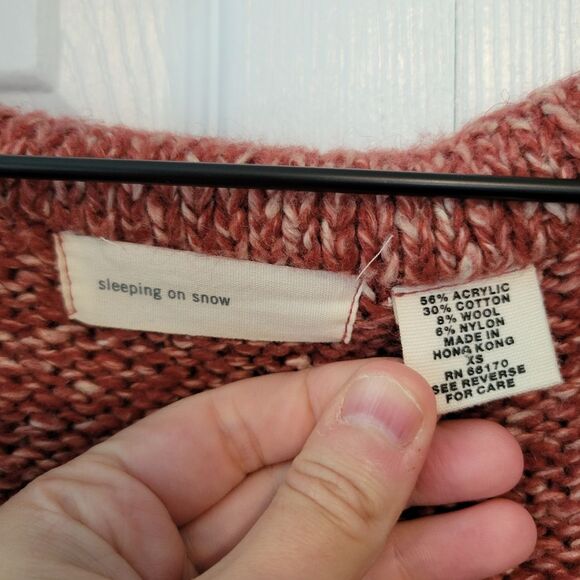 sleeping on snow
56% ACRYLIC
30% COTTON
8% WOOL
6% NYLON
MADE IN
HONG KONG
XS
RN 66170
SEE REVERSE
FOR CARE